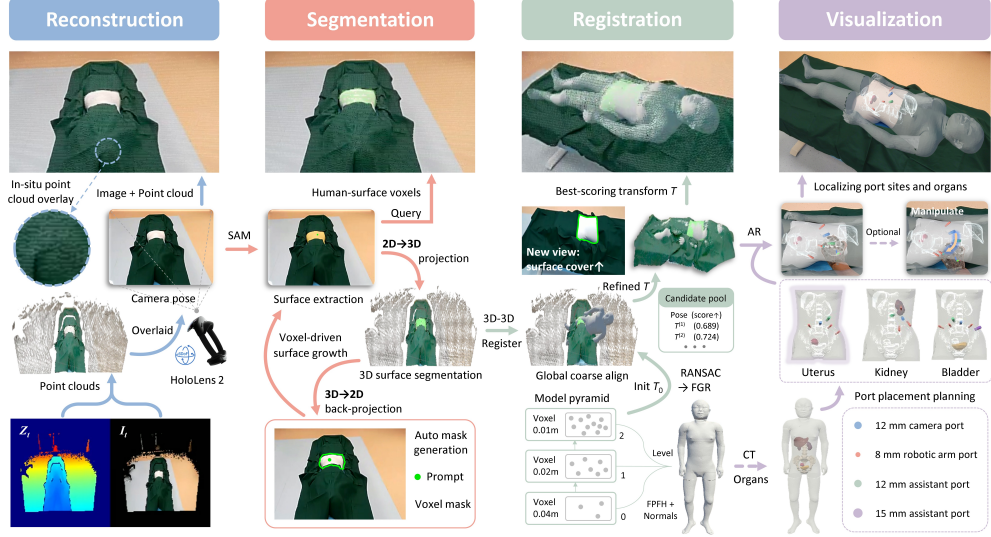 Reconstruction
Segmentation
Registration
Visualization
In-situ point
cloud overlay
Image + Point cloud
Camera pose
Overlaid
HoloLens 2
Point clouds
Z_t
I_t
SAM
Human-surface voxels
Query
2D→3D
projection
Surface extraction
Voxel-driven
surface growth
3D surface segmentation
3D→2D
back-projection
Auto mask
generation
Prompt
Voxel mask
3D-3D
Register
Best-scoring transform T
New view:
surface cover↑
Refined T
Candidate pool
Pose (score↑)
T⁽¹⁾ (0.689)
T⁽²⁾ (0.724)
• • •
Global coarse align
Init T₀
RANSAC
→ FGR
Model pyramid
Voxel
0.01m
2
Voxel
0.02m
1
Voxel
0.04m
0
Level
FPFH +
Normals
CT
Organs
AR
Localizing port sites and organs
Optional
Manipulate
Uterus
Kidney
Bladder
Port placement planning
12 mm camera port
8 mm robotic arm port
12 mm assistant port
15 mm assistant port